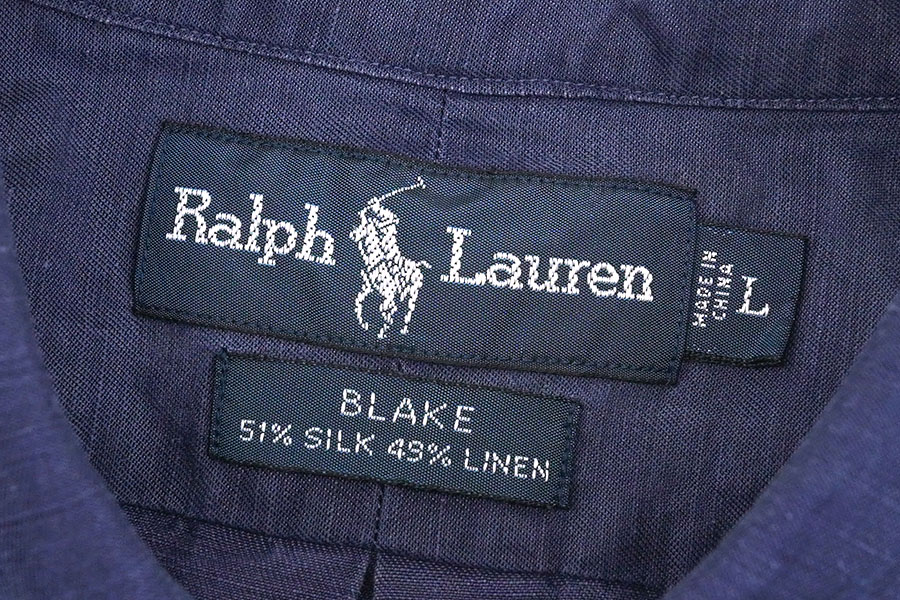 Ralph Lauren
MADE IN
CHINA
L
BLAKE
51% SILK 49% LINEN